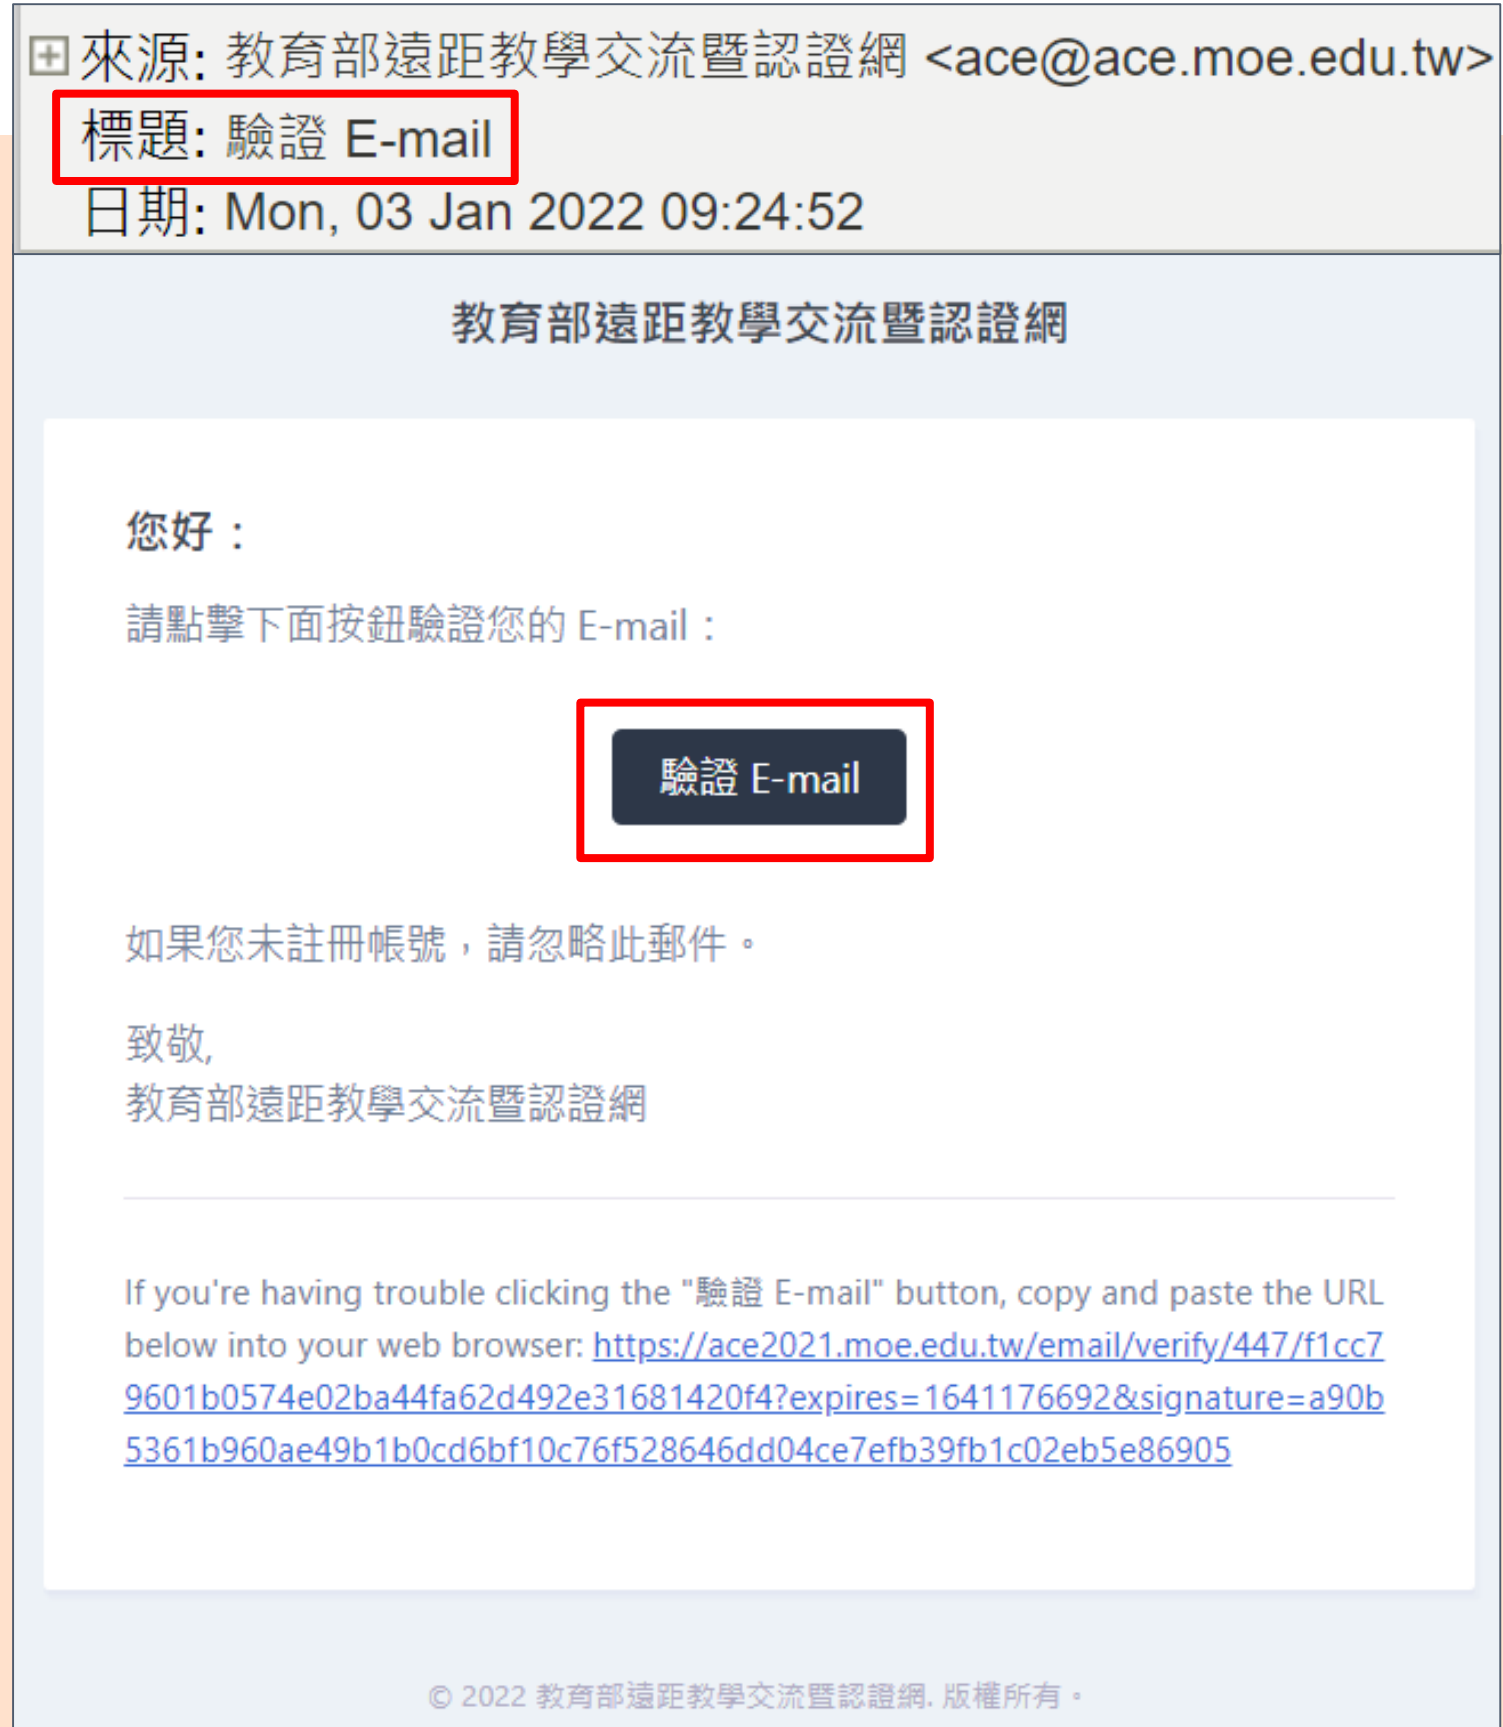 來源: 教育部遠距教學交流暨認證網 <ace@ace.moe.edu.tw>
標題: 驗證 E-mail
日期: Mon, 03 Jan 2022 09:24:52
教育部遠距教學交流暨認證網
您好：
請點擊下面按鈕驗證您的 E-mail：
驗證 E-mail
如果您未註冊帳號，請忽略此郵件。
致敬,
教育部遠距教學交流暨認證網
If you're having trouble clicking the "驗證 E-mail" button, copy and paste the URL
below into your web browser: https://ace2021.moe.edu.tw/email/verify/447/f1cc7
9601b0574e02ba44fa62d492e31681420f4?expires=1641176692&signature=a90b
5361b960ae49b1b0cd6bf10c76f528646dd04ce7efb39fb1c02eb5e86905
© 2022 教育部遠距教學交流暨認證網. 版權所有。